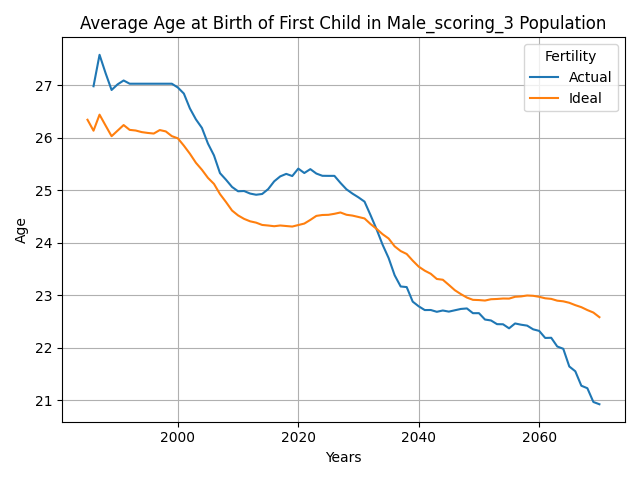 Average Age at Birth of First Child in Male_scoring_3 Population
Fertility
Actual
Ideal
Age
27
26
25
24
23
22
21
2000
2020
2040
2060
Years